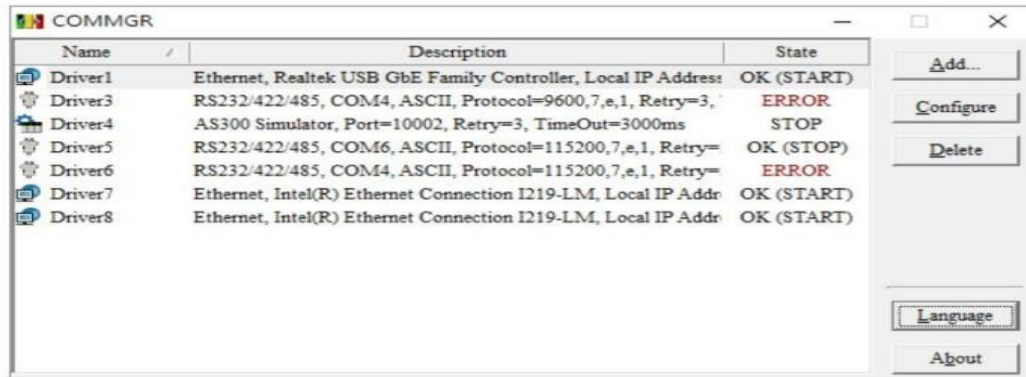 COMMGR
Name Description State
Driver1 Ethernet, Realtek USB GbE Family Controller, Local IP Address: OK (START)
Driver3 RS232/422/485, COM4, ASCII, Protocol=9600,7,e,1, Retry=3, ERROR
Driver4 AS300 Simulator, Port=10002, Retry=3, TimeOut=3000ms STOP
Driver5 RS232/422/485, COM6, ASCII, Protocol=115200,7,e,1, Retry= OK (STOP)
Driver6 RS232/422/485, COM4, ASCII, Protocol=115200,7,e,1, Retry= ERROR
Driver7 Ethernet, Intel(R) Ethernet Connection I219-LM, Local IP Addr OK (START)
Driver8 Ethernet, Intel(R) Ethernet Connection I219-LM, Local IP Addr OK (START)
Add...
Configure
Delete
Language
About